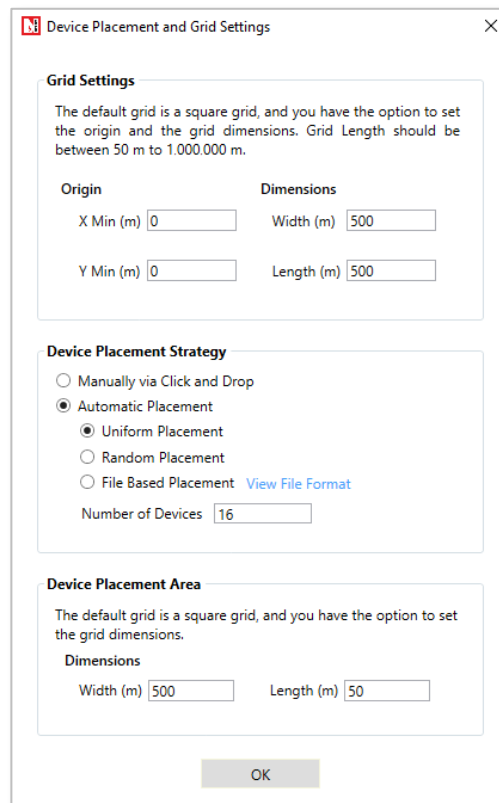 Device Placement and Grid Settings
Grid Settings
The default grid is a square grid, and you have the option to set
the origin and the grid dimensions. Grid Length should be
between 50 m to 1.000.000 m.
Origin Dimensions
X Min (m) 0 Width (m) 500
Y Min (m) 0 Length (m) 500
Device Placement Strategy
Manually via Click and Drop
Automatic Placement
Uniform Placement
Random Placement
File Based Placement View File Format
Number of Devices 16
Device Placement Area
The default grid is a square grid, and you have the option to set
the grid dimensions.
Dimensions
Width (m) 500 Length (m) 50
OK